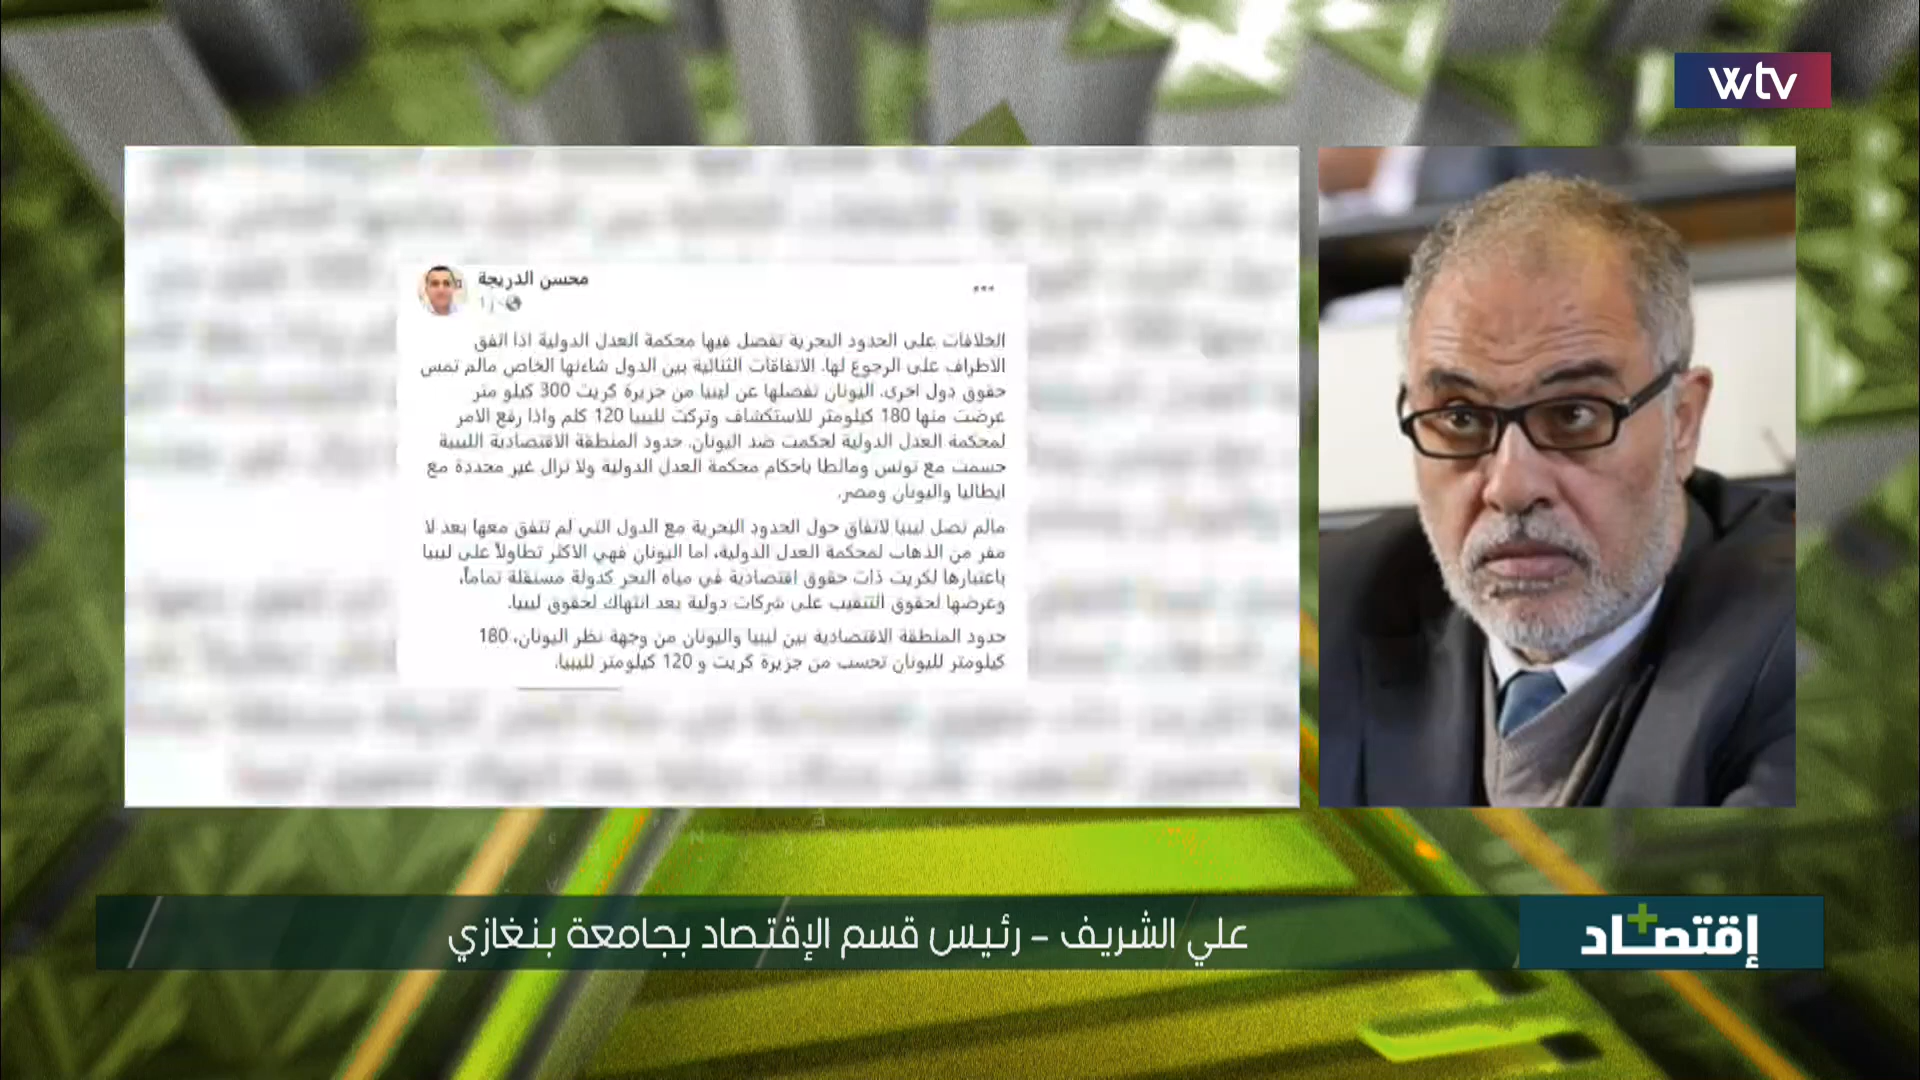 wtv
محسن الدريجة
الخلافات على الحدود البحرية تفصل فيها محكمة العدل الدولية اذا اتفق
الاطراف على الرجوع لها. الاتفاقات الثنائية بين الدول شاءنها الخاص مالم تمس
حقوق دول اخرى. اليونان تفصلها عن ليبيا من جزيرة كريت 300 كيلو متر
عرضت منها 180 كيلومتر للاستكشاف وتركت لليبيا 120 كلم واذا رفع الامر
لمحكمة العدل الدولية لحكمت ضد اليونان. حدود المنطقة الاقتصادية الليبية
حسمت مع تونس ومالطا باحكام محكمة العدل الدولية ولا تزال غير محددة مع
ايطاليا واليونان ومصر.
مالم تصل ليبيا لاتفاق حول الحدود البحرية مع الدول التي لم تتفق معها بعد لا
مفر من الذهاب لمحكمة العدل الدولية، اما اليونان فهي الاكثر تطاولاً على ليبيا
باعتبارها لكريت ذات حقوق اقتصادية في مياه البحر كدولة مستقلة تماماً،
وعرضها لحقوق التنقيب على شركات دولية بعد انتهاك لحقوق ليبيا.
حدود المنطقة الاقتصادية بين ليبيا واليونان من وجهة نظر اليونان، 180
كيلومتر لليونان تحسب من جزيرة كريت و 120 كيلومتر لليبيا.
إقتصاد+
علي الشريف - رئيس قسم الإقتصاد بجامعة بنغازي